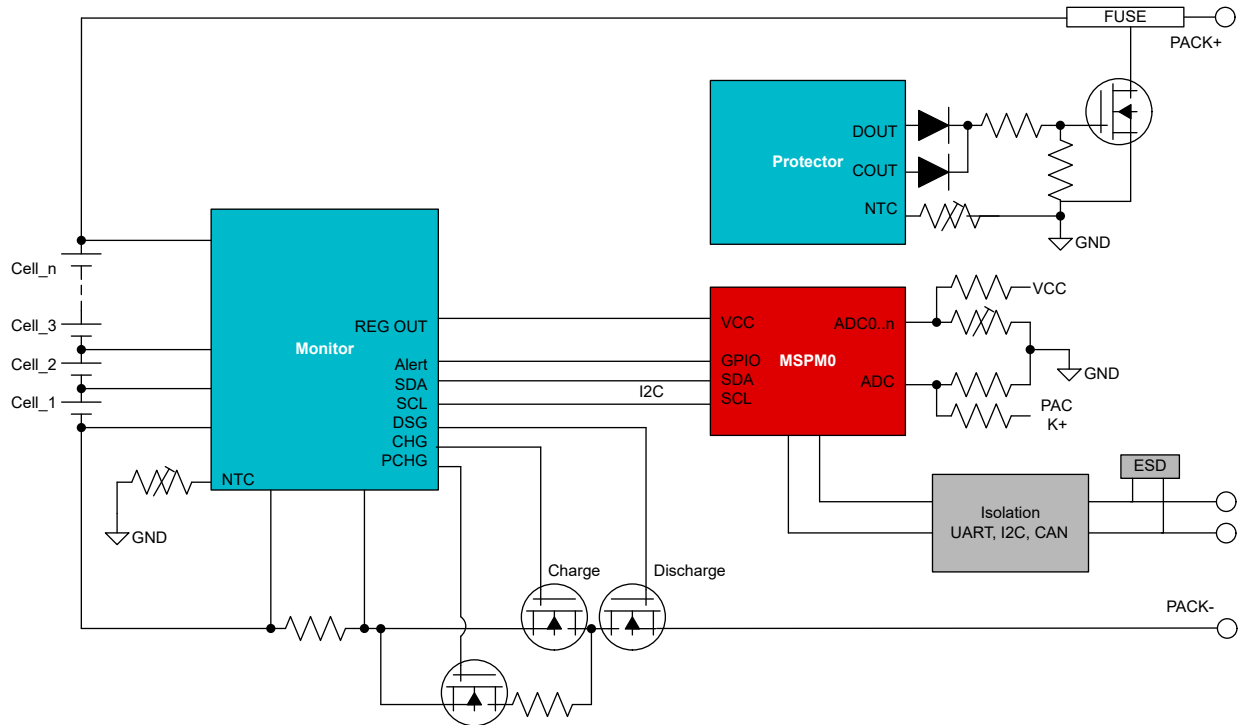 FUSE
PACK+
DOUT
Protector
COUT
NTC
GND
Cell_n
Cell_3
Cell_2
Cell_1
REG OUT
Monitor
Alert
SDA
SCL
DSG
CHG
PCHG
NTC
GND
I2C
VCC
ADC0..n
GPIO
MSPM0
SDA
ADC
SCL
VCC
GND
PAC
K+
ESD
Isolation
UART, I2C, CAN
Charge
Discharge
PACK-